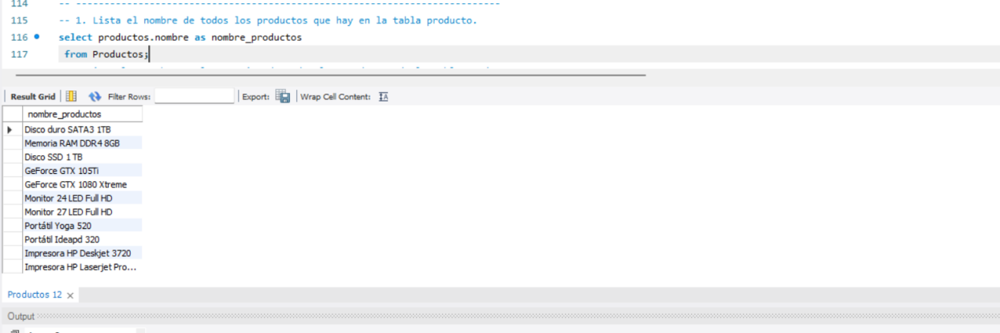 114 -- -----------------------------------------------------------------------
115 -- 1. Lista el nombre de todos los productos que hay en la tabla producto.
116 select productos.nombre as nombre_productos
117 from Productos;
Result Grid Filter Rows: Export: Wrap Cell Content: IA
nombre_productos
Disco duro SATA3 1TB
Memoria RAM DDR4 8GB
Disco SSD 1 TB
GeForce GTX 105Ti
GeForce GTX 1080 Xtreme
Monitor 24 LED Full HD
Monitor 27 LED Full HD
Portátil Yoga 520
Portátil Ideapd 320
Impresora HP Deskjet 3720
Impresora HP Laserjet Pro...
Productos 12 ×
Output